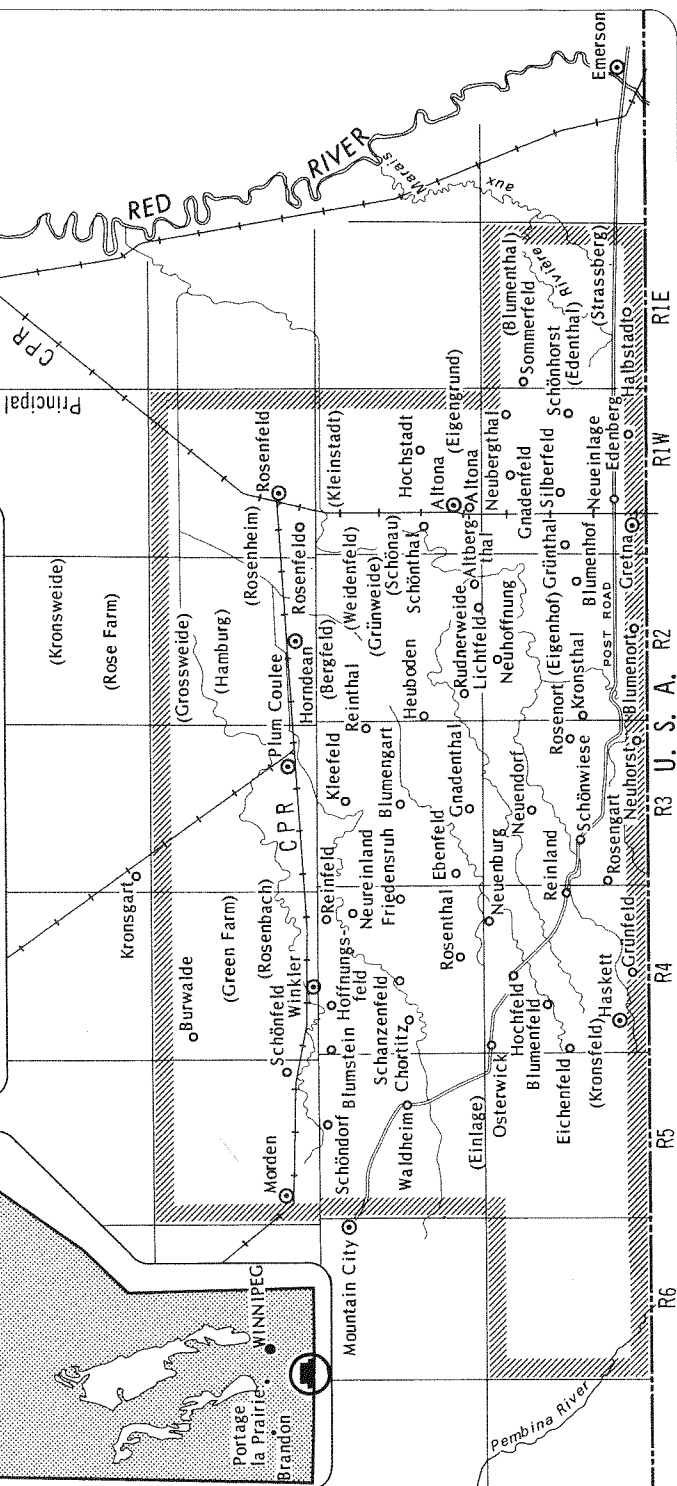 Portage
la Prairie
WINNIPEG
Brandon
Principal
CPR
RED
RIVER
Marais
aux
Rivière
Emerson
(Kronsweide)
(Rose Farm)
Kronsgart
(Grossweide)
(Hamburg)
Burwalde
(Green Farm)
(Rosenbach)
(Rosenheim)
Rosenfeld
Morden
Schönfeld
Winkler
CPR
Plum Coulee
Horndean
Rosenfeld
Mountain City
Schöndorf
Blumstein
Hoffnungs-
feld
Reinfeld
Neureinland
Kleefeld
(Bergfeld)
Reinthal
(Weidenfeld)
(Grünweide)
(Kleinstadt)
Waldheim
Chortitz
Schanzenfeld
Friedensruh
Blumengart
Heuboden
(Schönau)
Schönthal
Hochstadt
(Einlage)
Rosenthal
Ebenfeld
Gnadenthal
Rudnerweide
Lichtfeld
Altberg-
thal
Altona
Altona
(Eigengrund)
Osterwick
Neuenburg
Neuhoffnung
Neubergthal
Gnadenfeld
(Blumenthal)
Sommerfeld
Hochfeld
Blumenfeld
Neuendorf
(Eigenhof)
Grünthal
Silberfeld
Schönhorst
(Edenthal)
Eichenfeld
Reinland
Rosenort
Kronsthal
Schönwiese
Blumenhof
Neueinlage
(Strassberg)
(Kronsfeld)
Haskett
Grünfeld
Rosengart
Neuhorst
Blumenort
POST ROAD
Gretna
Edenberg
Halbstadt
Pembina River
U. S. A.
R6
R5
R4
R3
R2
R1W
R1E